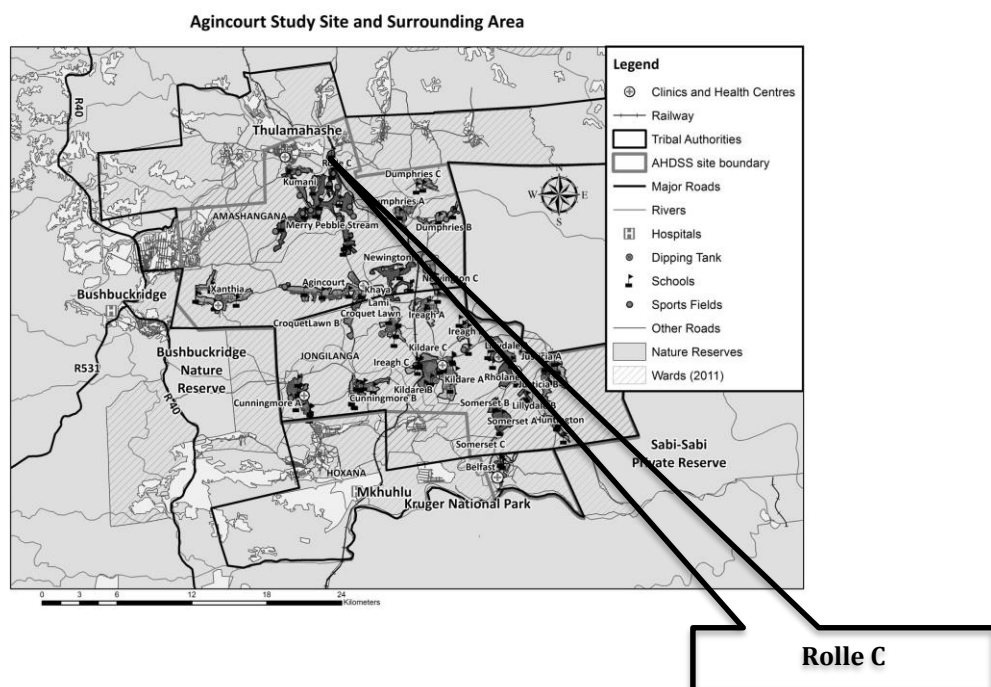 Agincourt Study Site and Surrounding Area
Legend
Clinics and Health Centres
Railway
Tribal Authorities
AHDSS site boundary
Major Roads
Rivers
Hospitals
Dipping Tank
Schools
Sports Fields
Other Roads
Nature Reserves
Wards (2011)
N
W E
S
R40
Thulamahashe
Rolle C
Kumani
Dumphries C
Dumphries A
AMASHANGANA
Merry Pebble Stream
Dumphries B
Newington
Newington C
Xanthia
Agincourt
Khaya
Lami
Bushbuckridge
Croquet Lawn
Ireagh A
CroquetLawn B
Kildare C
Lillydale
JONGILANGA
Ireagh C
Justicia A
Bushbuckridge
Nature
Reserve
R531
Kildare A
Rholane
Justicia B
Kildare B
R40
Cunningmore A
Cunningmore B
Somerset B
Lillydale B
Somerset A
Huntington
Somerset C
Sabi-Sabi
Private Reserve
HOXANA
Belfast
Mkhuhlu
Kruger National Park
0 3 6 12 18 24
Kilometers
Rolle C